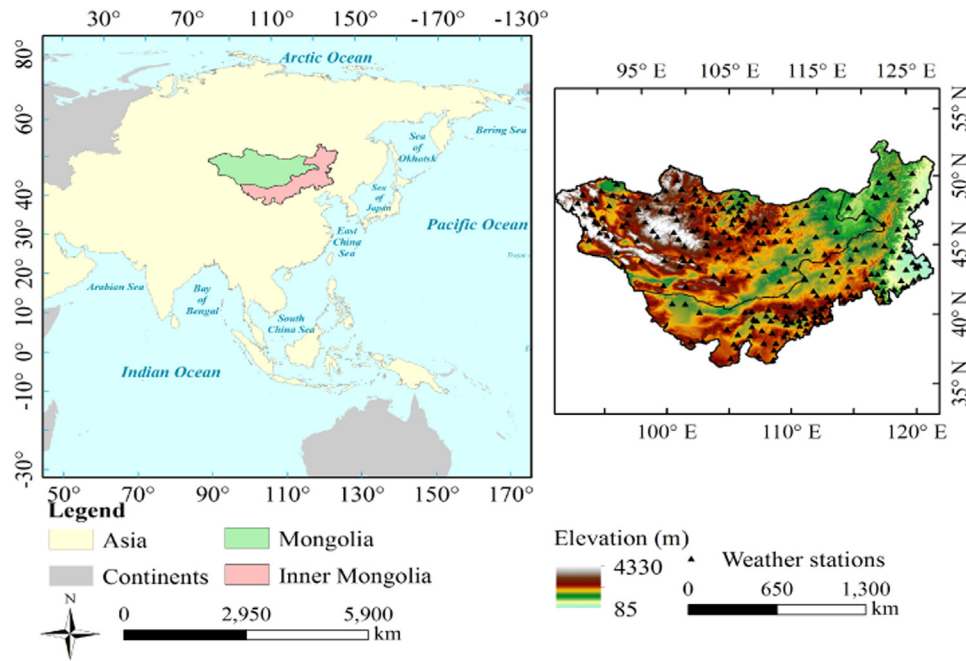 30° 70° 110° 150° -170° -130°
80°
60°
50°
40°
30°
20°
10°
0°
-10°
-30°
Arctic Ocean
Bering Sea
Sea
of
Okhotsk
Sea
of
Japan
Pacific Ocean
East
China
Sea
Arabian Sea
Bay
of
Bengal
South
China Sea
Indian Ocean
50° 70° 90° 110° 130° 150° 170°
95° E 105° E 115° E 125° E
55° N
50° N
45° N
40° N
35° N
100° E 110° E 120° E
Legend
Asia
Mongolia
Continents
Inner Mongolia
N
0 2,950 5,900
km
Elevation (m)
4330
85
Weather stations
0 650 1,300
km